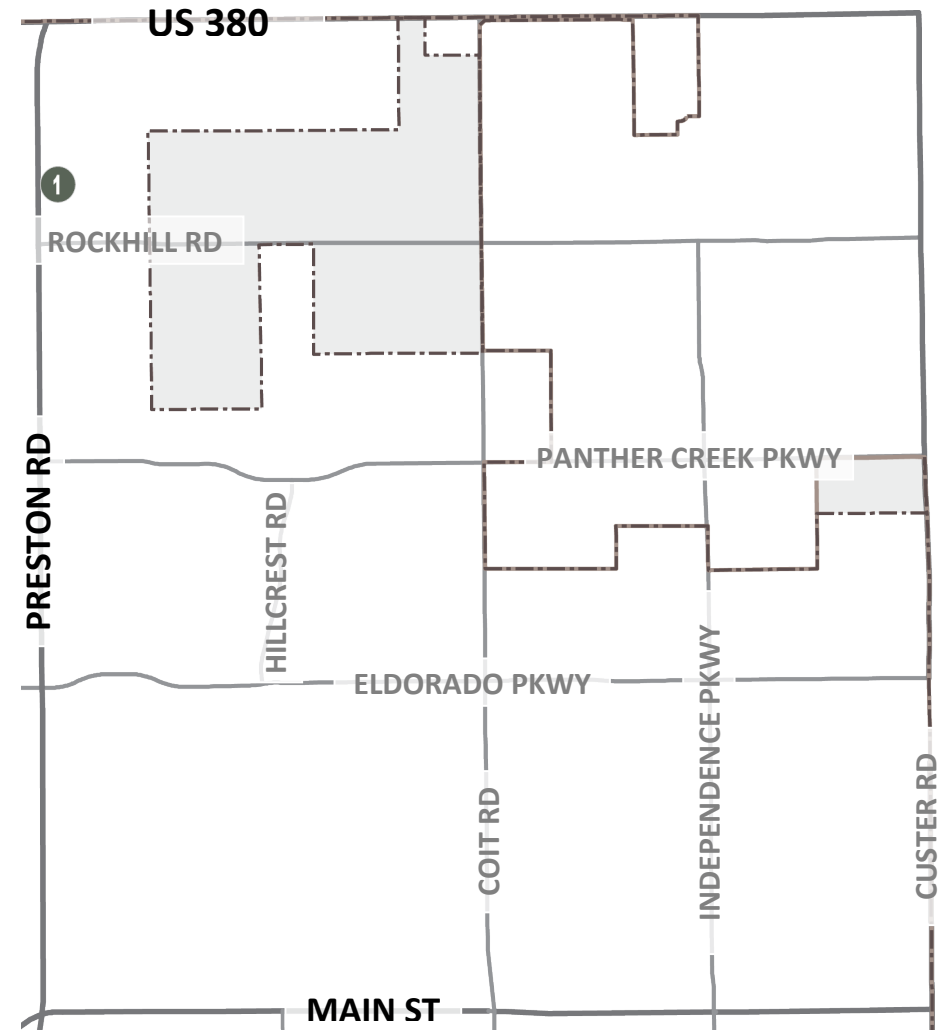 US 380
1
ROCKHILL RD
PRESTON RD
PANTHER CREEK PKWY
HILLCREST RD
ELDORADO PKWY
INDEPENDENCE PKWY
COIT RD
CUSTER RD
MAIN ST